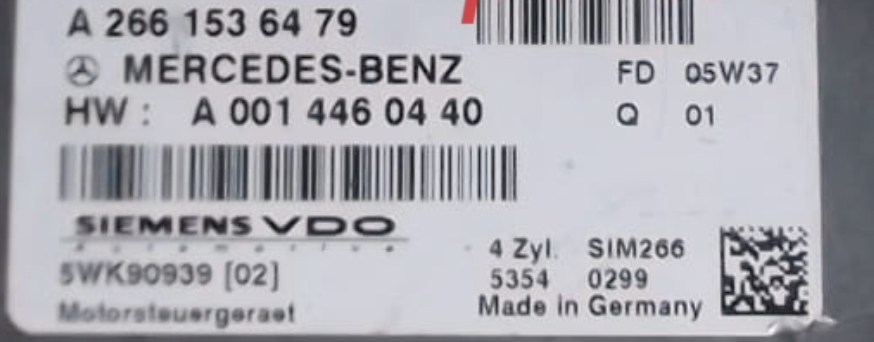 A 266 153 64 79
MERCEDES-BENZ FD 05W37
HW : A 001 446 04 40 Q 01
SIEMENS VDO
Automotive
4 Zyl. SIM266
5WK90939 [02] 5354 0299
Motorsteuergeraet Made in Germany